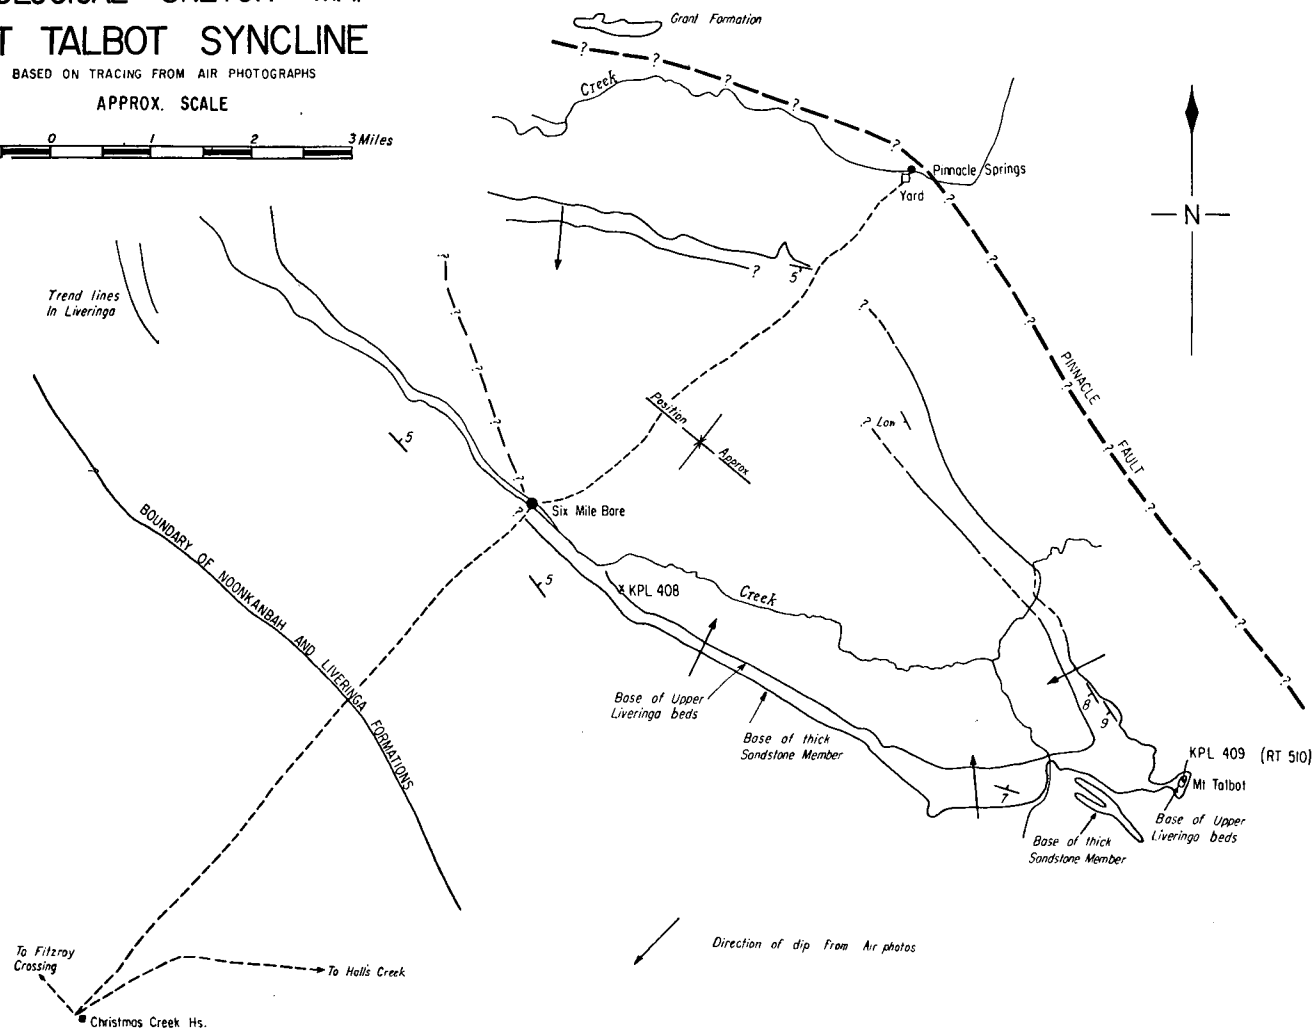 T TALBOT SYNCLINE
BASED ON TRACING FROM AIR PHOTOGRAPHS
APPROX. SCALE
0 1 2 3 Miles
Grant Formation
? ? ? ? ?
Creek
Pinnacle Springs
Yard
N
?
?
?
PINNACLE
FAULT
?
?
?
?
?
?
Trend lines
In Liveringa
?
5
?
?
?
?
?
?
?
Low
?
Position
Approx
5
Six Mile Bore
?
BOUNDARY OF NOONKANBAH AND LIVERINGA FORMATIONS
5
KPL 408
Creek
Base of Upper
Liveringa beds
Base of thick
Sandstone Member
8
9
7
KPL 409 (RT 510)
Mt Talbot
Base of Upper
Liveringa beds
Base of thick
Sandstone Member
Direction of dip from Air photos
To Fitzroy
Crossing
To Halls Creek
Christmas Creek Hs.